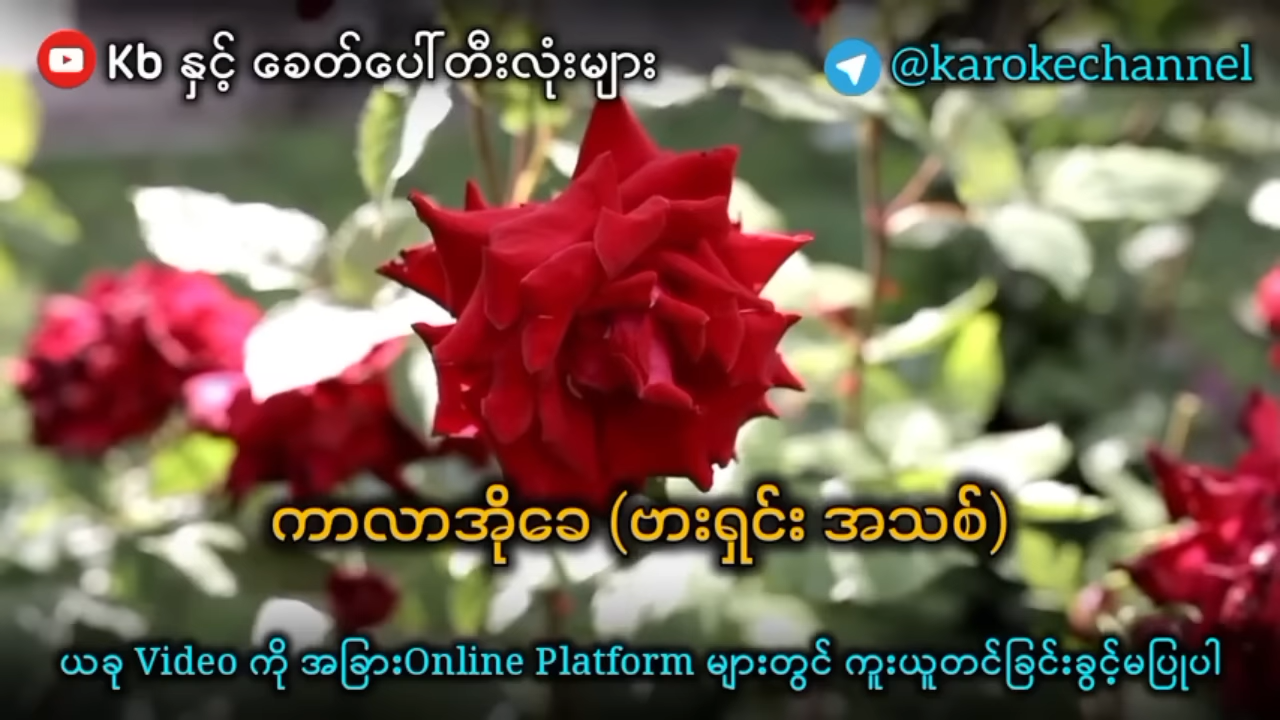 Kb နှင့် ခေတ်ပေါ်တီးလုံးများ
@karokechannel
ကာလာအိုခေ (ဗားရှင်း အသစ်)
ယခု Video ကို အခြားOnline Platform များတွင် ကူးယူတင်ခြင်းခွင့်မပြုပါ